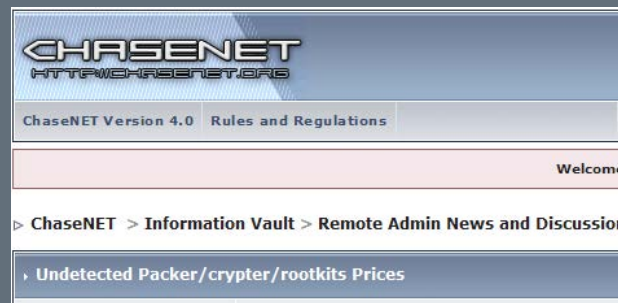 CHASENET
HTTP://CHASENET.ORG
ChaseNET Version 4.0 Rules and Regulations
Welcome
ChaseNET > Information Vault > Remote Admin News and Discussion
Undetected Packer/crypter/rootkits Prices